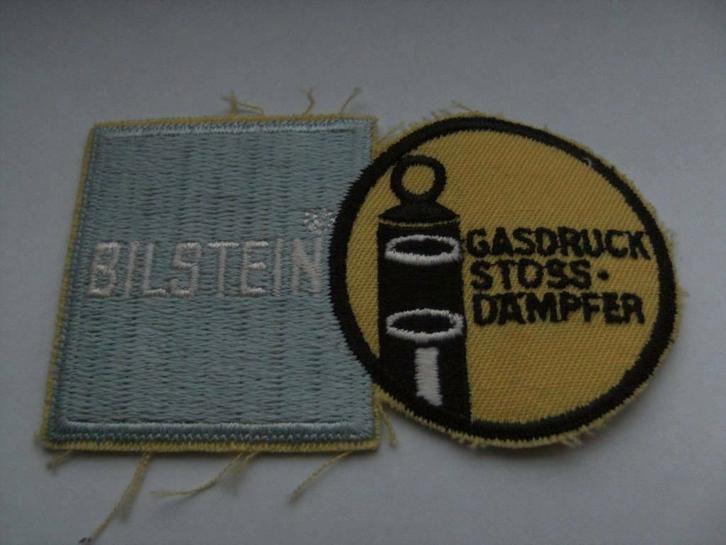 BILSTEIN®
GASDRUCK
STOSS-
DÄMPFER